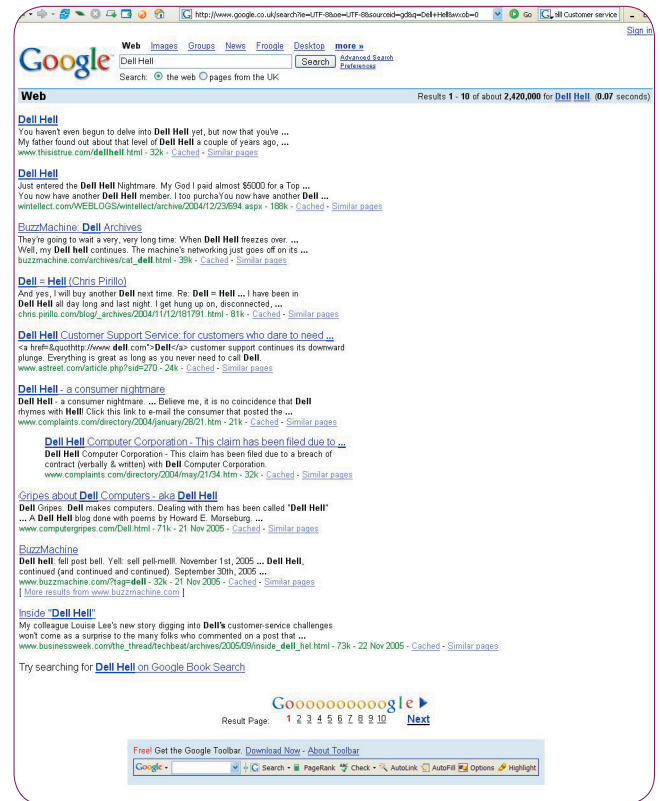 http://www.google.co.uk/search?ie=UTF-8&oe=UTF-8&sourceid=gd&q=Dell+Hell&wxob=0 Go ill Customer service
Sign in
Google
Web Images Groups News Froogle Desktop more »
Dell Hell Search Advanced Search
Preferences
Search: the web pages from the UK
Web Results 1 - 10 of about 2,420,000 for Dell Hell. (0.07 seconds)
Dell Hell
You haven't even begun to delve into Dell Hell yet, but now that you've ...
My father found out about that level of Dell Hell a couple of years ago, ...
www.thisistrue.com/dellhell.html - 32k - Cached - Similar pages
Dell Hell
Just entered the Dell Hell Nightmare. My God I paid almost $5000 for a Top ...
You now have another Dell Hell member. I too purchaYou now have another Dell ...
wintellect.com/WEBLOGS/wintellect/archive/2004/12/23/694.aspx - 188k - Cached - Similar pages
BuzzMachine: Dell Archives
They're going to wait a very, very long time: When Dell Hell freezes over. ...
Well, my Dell hell continues. The machine's networking just goes off on its ...
buzzmachine.com/archives/cat_dell.html - 39k - Cached - Similar pages
Dell = Hell (Chris Pirillo)
And yes, I will buy another Dell next time. Re: Dell = Hell ... I have been in
Dell Hell all day long and last night. I get hung up on, disconnected, ...
chris.pirillo.com/blog/_archives/2004/11/12/181791.html - 81k - Cached - Similar pages
Dell Hell Customer Support Service: for customers who dare to need ...
<a href=&quothttp://www.dell.com">Dell</a> customer support continues its downward
plunge. Everything is great as long as you never need to call Dell.
www.astreet.com/article.php?sid=270 - 24k - Cached - Similar pages
Dell Hell - a consumer nightmare
Dell Hell - a consumer nightmare. ... Believe me, it is no coincidence that Dell
rhymes with Hell! Click this link to e-mail the consumer that posted the ...
www.complaints.com/directory/2004/january/28/21.htm - 21k - Cached - Similar pages
Dell Hell Computer Corporation - This claim has been filed due to ...
Dell Hell Computer Corporation - This claim has been filed due to a breach of
contract (verbally & written) with Dell Computer Corporation.
www.complaints.com/directory/2004/may/21/34.htm - 32k - Cached - Similar pages
Gripes about Dell Computers - aka Dell Hell
Dell Gripes. Dell makes computers. Dealing with them has been called "Dell Hell"
... A Dell Hell blog done with poems by Howard E. Morseburg. ...
www.computergripes.com/Dell.html - 71k - 21 Nov 2005 - Cached - Similar pages
BuzzMachine
Dell hell: fell post bell. Yell: sell pell-mell!. November 1st, 2005 ... Dell Hell,
continued (and continued and continued). September 30th, 2005 ...
www.buzzmachine.com/?tag=dell - 32k - 21 Nov 2005 - Cached - Similar pages
[ More results from www.buzzmachine.com ]
Inside "Dell Hell"
My colleague Louise Lee's new story digging into Dell's customer-service challenges
won't come as a surprise to the many folks who commented on a post that ...
www.businessweek.com/the_thread/techbeat/archives/2005/09/inside_dell_hel.html - 73k - 22 Nov 2005 - Cached - Similar pages
Try searching for Dell Hell on Google Book Search
Goooooooooogle
Result Page: 1 2 3 4 5 6 7 8 9 10 Next
Free! Get the Google Toolbar. Download Now - About Toolbar
Google Search PageRank Check AutoLink AutoFill Options Highlight